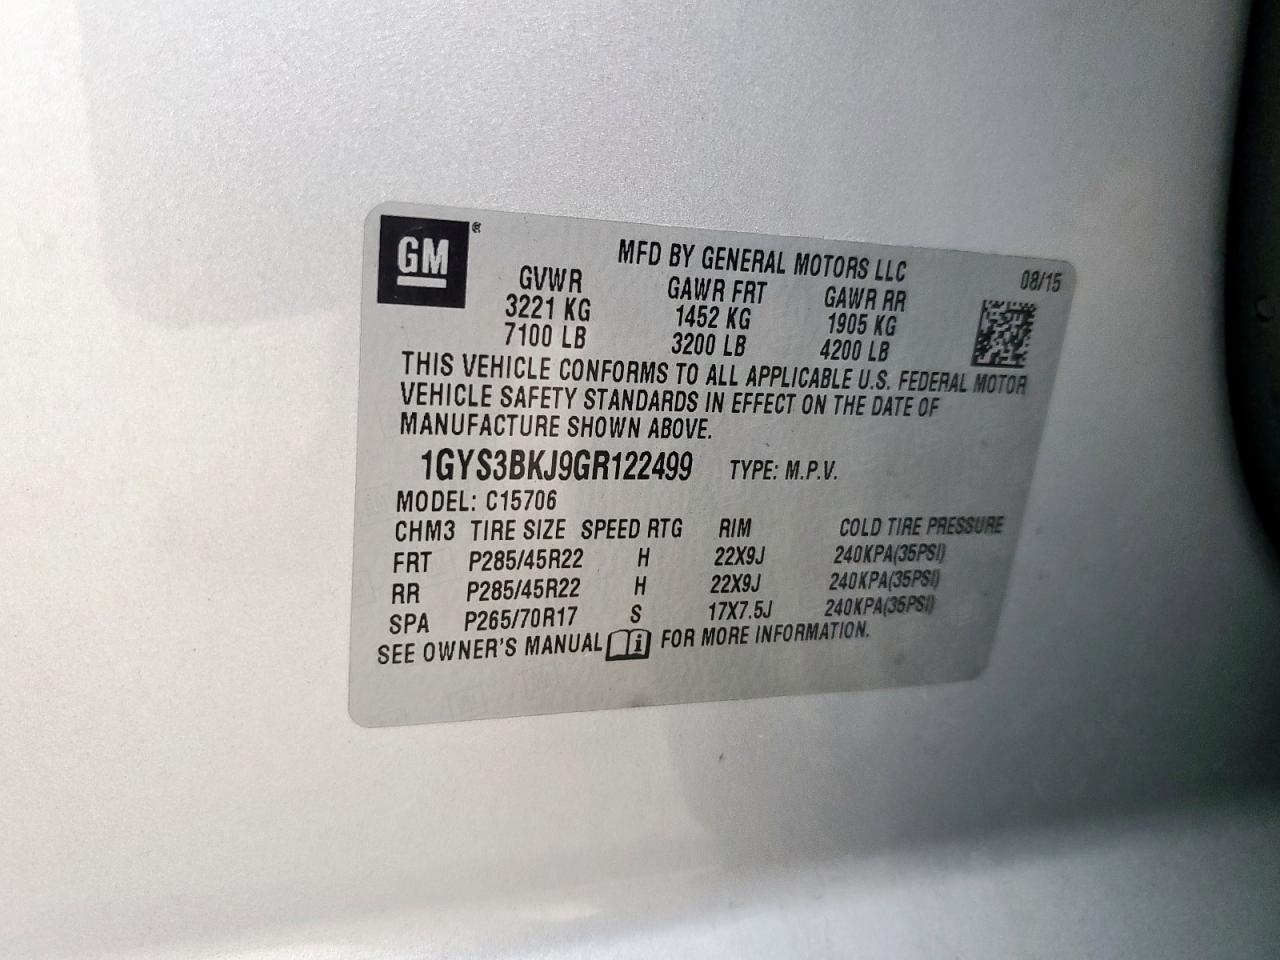 GM ®
MFD BY GENERAL MOTORS LLC 08/15
GVWR GAWR FRT GAWR RR
3221 KG 1452 KG 1905 KG
7100 LB 3200 LB 4200 LB
THIS VEHICLE CONFORMS TO ALL APPLICABLE U.S. FEDERAL MOTOR
VEHICLE SAFETY STANDARDS IN EFFECT ON THE DATE OF
MANUFACTURE SHOWN ABOVE.
1GYS3BKJ9GR122499 TYPE: M.P.V.
MODEL: C15706
CHM3 TIRE SIZE SPEED RTG RIM COLD TIRE PRESSURE
FRT P285/45R22 H 22X9J 240KPA(35PSI)
RR P285/45R22 H 22X9J 240KPA(35PSI)
SPA P265/70R17 S 17X7.5J 240KPA(35PSI)
SEE OWNER'S MANUAL FOR MORE INFORMATION.